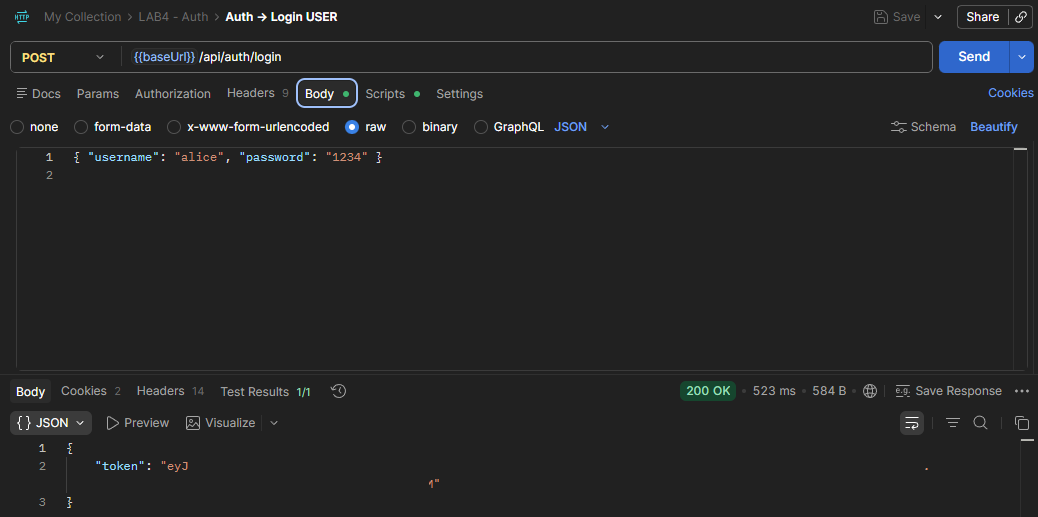 HTTP My Collection > LAB4 - Auth > Auth → Login USER Save Share
POST {{baseUrl}} /api/auth/login Send
Docs Params Authorization Headers 9 Body Scripts Settings Cookies
none form-data x-www-form-urlencoded raw binary GraphQL JSON Schema Beautify
1 { "username": "alice", "password": "1234" }
2
Body Cookies 2 Headers 14 Test Results 1/1 200 OK • 523 ms • 584 B • e.g. Save Response
{} JSON Preview Visualize
1 {
2 "token": "eyJ .
"
3 }